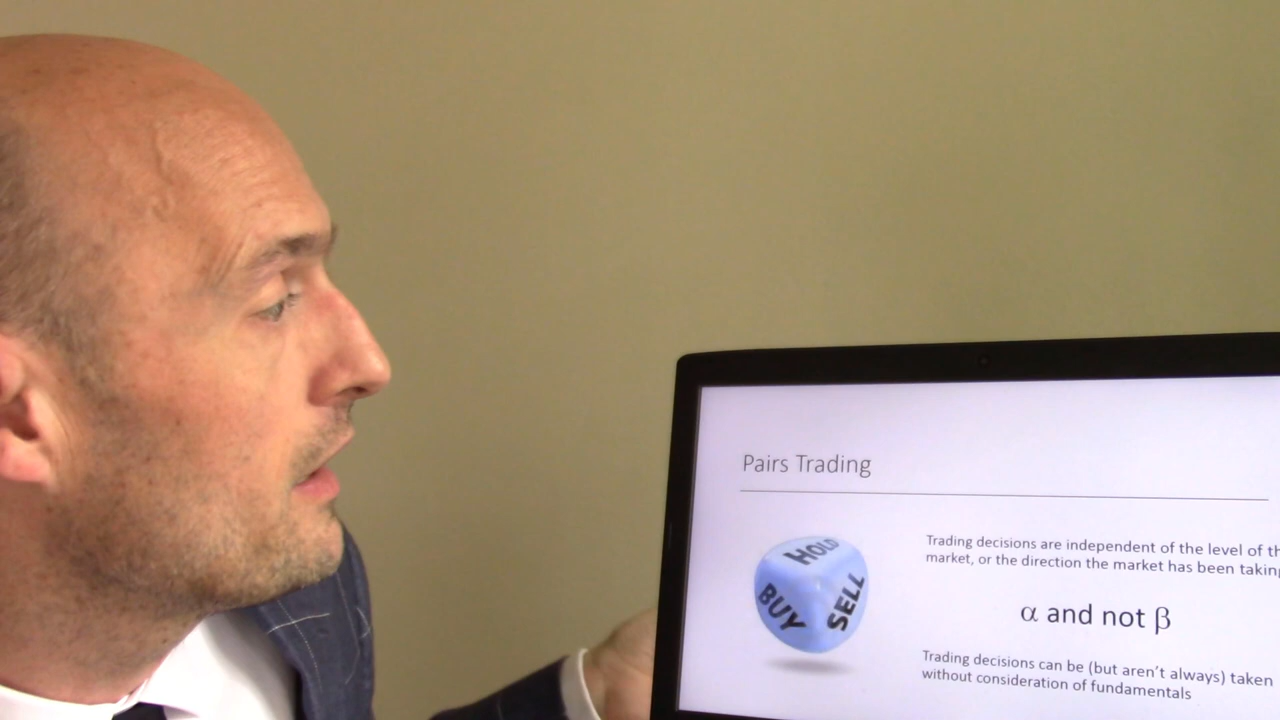 Pairs Trading
HOLD
BUY
SELL
Trading decisions are independent of the level of
market, or the direction the market has been
α and not β
Trading decisions can be (but aren't always) taken
without consideration of fundamentals